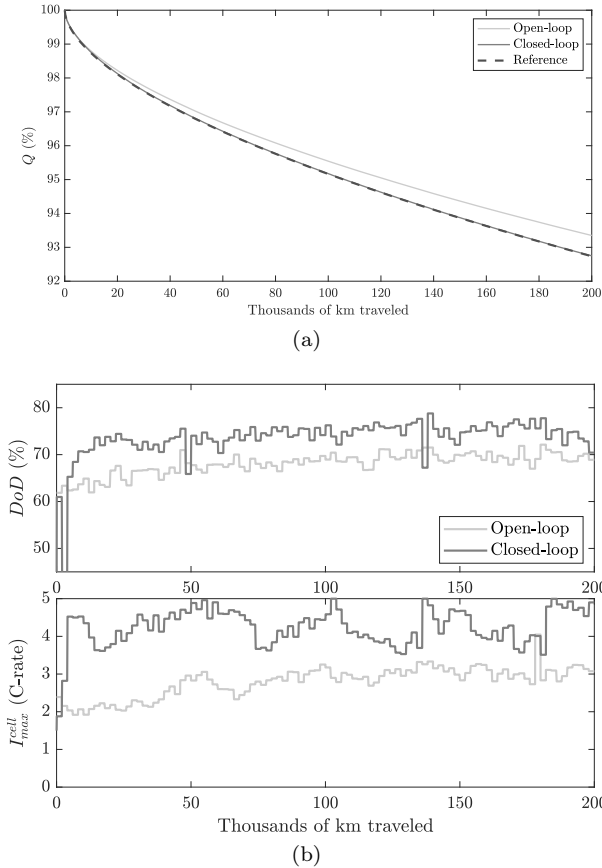 100
99
98
97
96
95
94
93
92
Q (%)
Open-loop
Closed-loop
Reference
0 20 40 60 80 100 120 140 160 180 200
Thousands of km traveled
(a)
80
70
60
50
DoD (%)
Open-loop
Closed-loop
0 50 100 150 200
5
4
3
2
1
0
I_{max}^{cell} (C-rate)
0 50 100 150 200
Thousands of km traveled
(b)